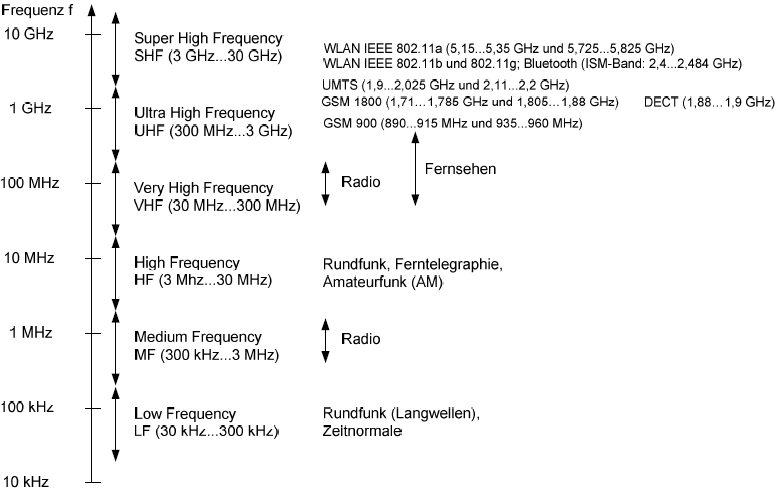 Frequenz f
10 GHz
Super High Frequency
SHF (3 GHz...30 GHz)
WLAN IEEE 802.11a (5,15...5,35 GHz und 5,725...5,825 GHz)
WLAN IEEE 802.11b und 802.11g; Bluetooth (ISM-Band: 2,4...2,484 GHz)
UMTS (1,9...2,025 GHz und 2,11...2,2 GHz)
GSM 1800 (1,71...1,785 GHz und 1,805...1,88 GHz) DECT (1,88...1,9 GHz)
1 GHz
Ultra High Frequency
UHF (300 MHz...3 GHz)
GSM 900 (890...915 MHz und 935...960 MHz)
Fernsehen
100 MHz
Very High Frequency
VHF (30 MHz...300 MHz)
Radio
10 MHz
High Frequency
HF (3 Mhz...30 MHz)
Rundfunk, Ferntelegraphie,
Amateurfunk (AM)
1 MHz
Medium Frequency
MF (300 kHz...3 MHz)
Radio
100 kHz
Low Frequency
LF (30 kHz...300 kHz)
Rundfunk (Langwellen),
Zeitnormale
10 kHz